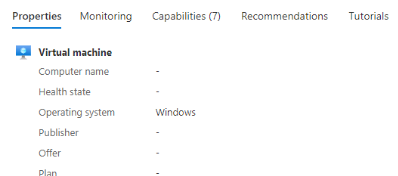 Properties Monitoring Capabilities (7) Recommendations Tutorials
Virtual machine
Computer name -
Health state -
Operating system Windows
Publisher -
Offer -
Plan -